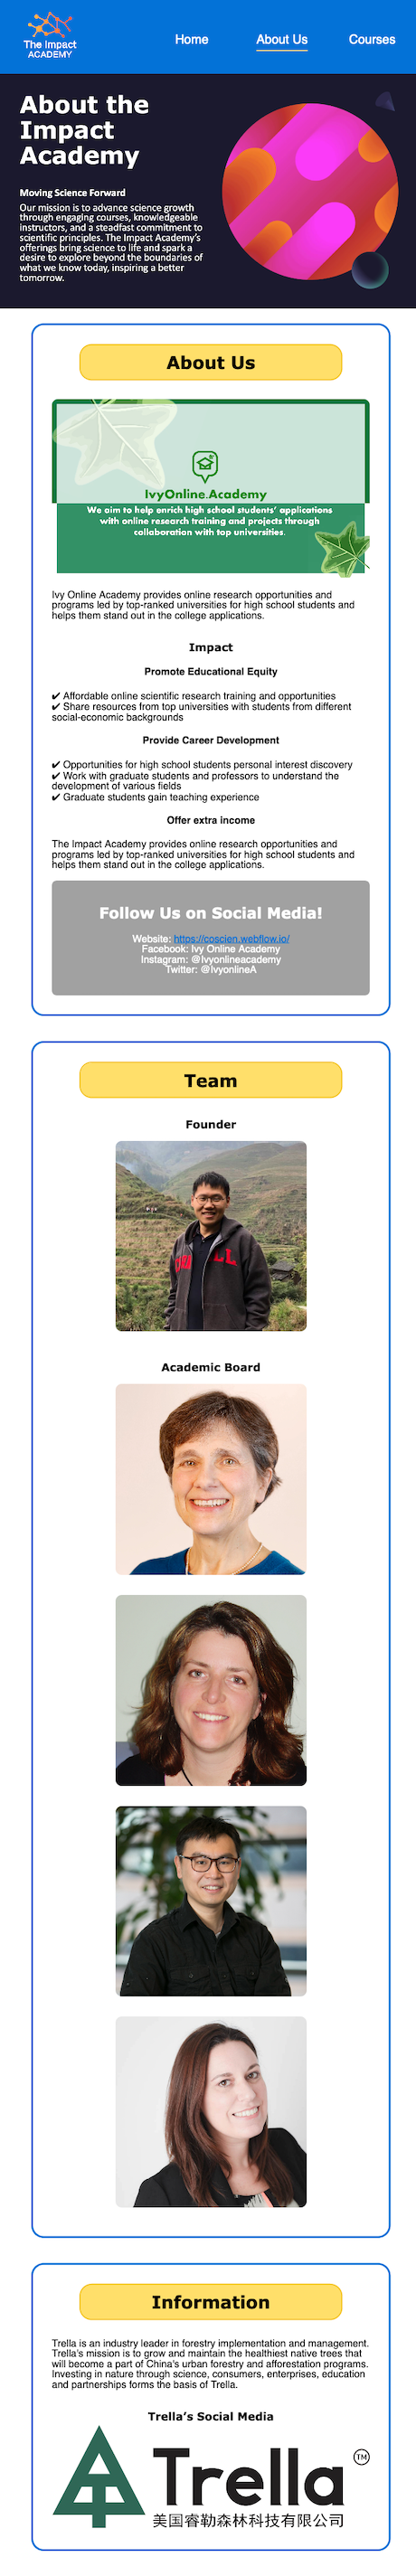 The Impact
ACADEMY
Home
About Us
Courses
About the
Impact
Academy
Moving Science Forward
Our mission is to advance science growth
through engaging courses, knowledgeable
instructors, and a steadfast commitment to
scientific principles. The Impact Academy's
offerings bring science to life and spark a
desire to explore beyond the boundaries of
what we know today, inspiring a better
tomorrow.
About Us
IvyOnline.Academy
We aim to help enrich high school students' applications
with online research training and projects through
collaboration with top universities.
Ivy Online Academy provides online research opportunities and
programs led by top-ranked universities for high school students and
helps them stand out in the college applications.
Impact
Promote Educational Equity
✔ Affordable online scientific research training and opportunities
✔ Share resources from top universities with students from different
social-economic backgrounds
Provide Career Development
✔ Opportunities for high school students personal interest discovery
✔ Work with graduate students and professors to understand the
development of various fields
✔ Graduate students gain teaching experience
Offer extra income
The Impact Academy provides online research opportunities and
programs led by top-ranked universities for high school students and
helps them stand out in the college applications.
Follow Us on Social Media!
Website: https://coscien.webflow.io/
Facebook: Ivy Online Academy
Instagram: @Ivyonlineacademy
Twitter: @IvyonlineA
Team
Founder
Academic Board
Information
Trella is an industry leader in forestry implementation and management.
Trella's mission is to grow and maintain the healthiest native trees that
will become a part of China's urban forestry and afforestation programs.
Investing in nature through science, consumers, enterprises, education
and partnerships forms the basis of Trella.
Trella's Social Media
Trella TM
美国睿勒森林科技有限公司